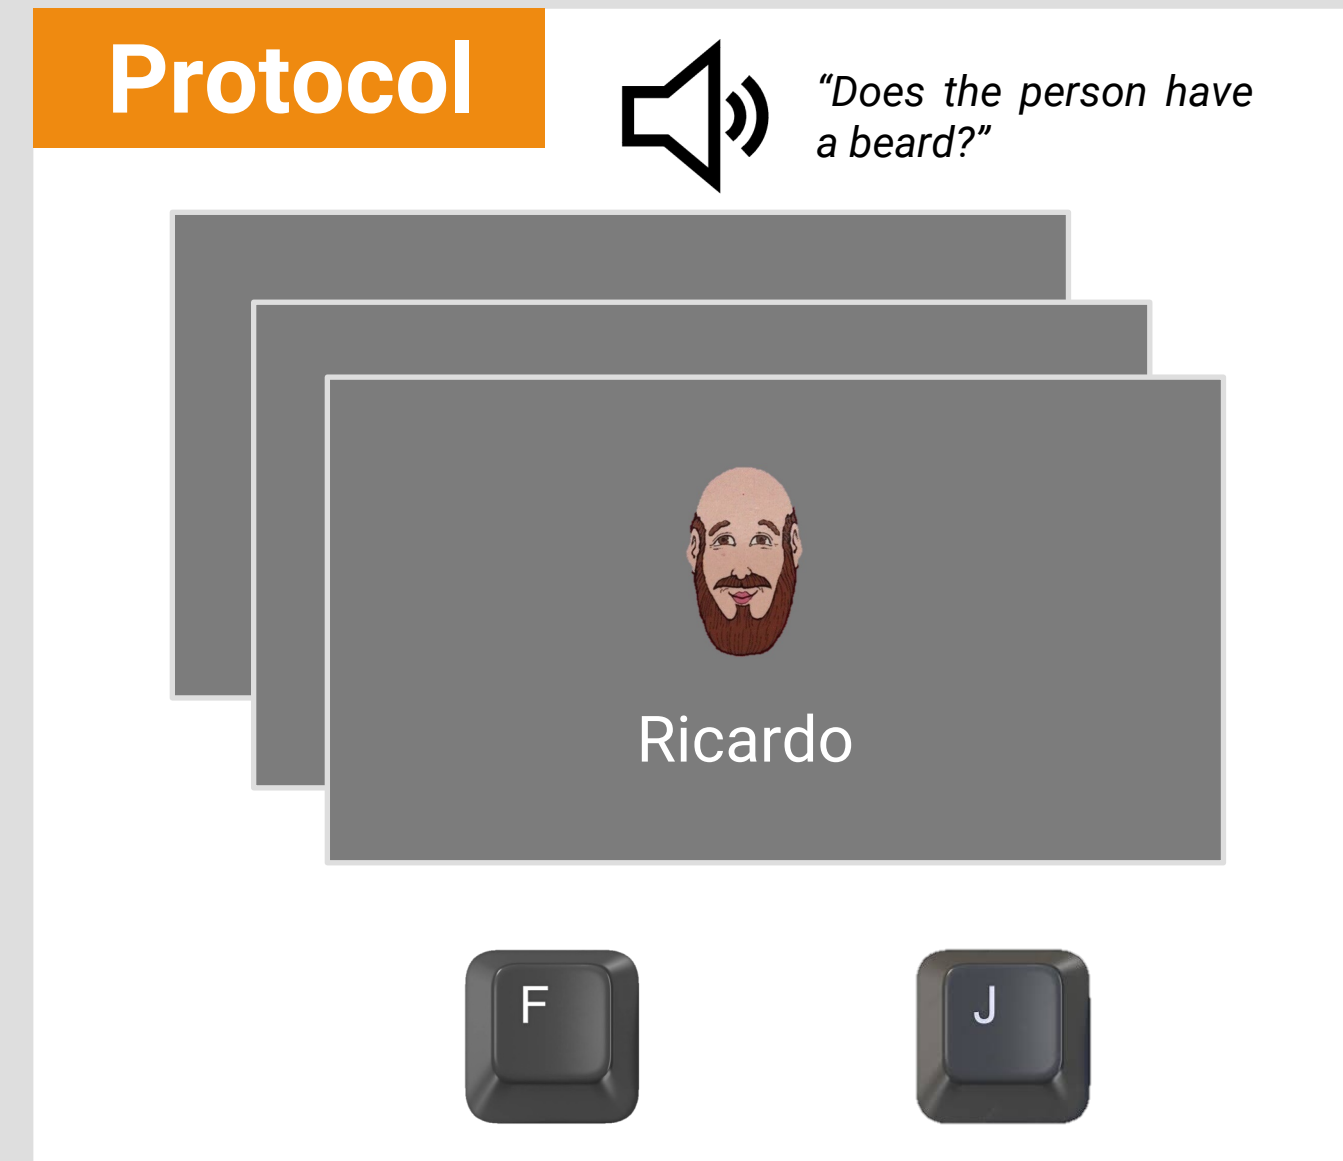 Protocol
“Does the person have
a beard?”
Ricardo
F
J